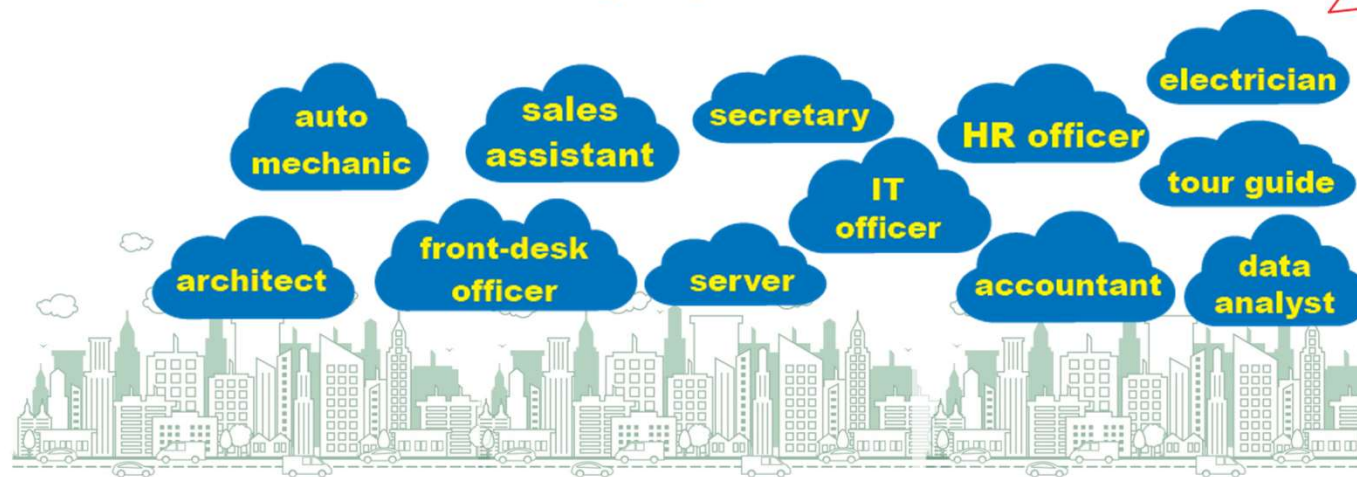 auto
mechanic
sales
assistant
secretary
HR officer
electrician
IT
officer
tour guide
architect
front-desk
officer
server
accountant
data
analyst